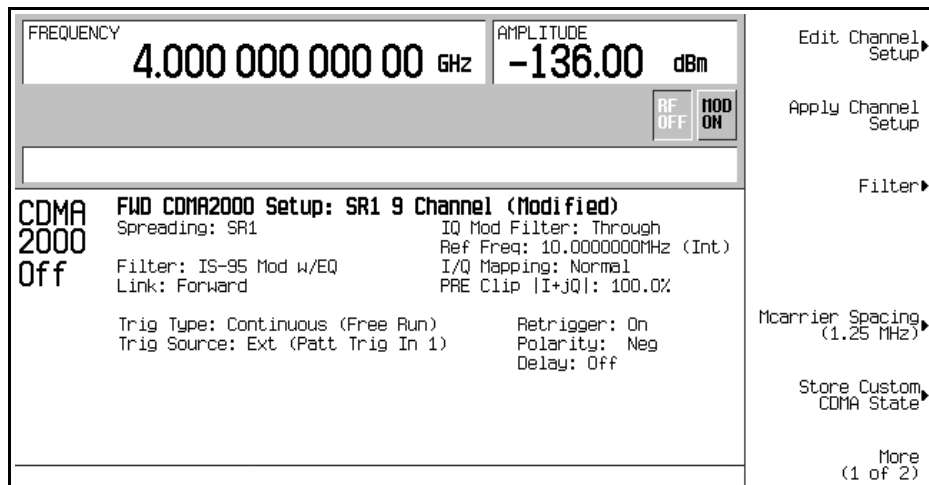 FREQUENCY
4.000 000 000 00 GHz
AMPLITUDE
-136.00 dBm
RF
OFF
MOD
ON
CDMA
2000
Off
FWD CDMA2000 Setup: SR1 9 Channel (Modified)
Spreading: SR1
IQ Mod Filter: Through
Ref Freq: 10.0000000MHz (Int)
Filter: IS-95 Mod w/EQ
I/Q Mapping: Normal
Link: Forward
PRE Clip |I+jQ|: 100.0%
Trig Type: Continuous (Free Run)
Retrigger: On
Trig Source: Ext (Patt Trig In 1)
Polarity: Neg
Delay: Off
Edit Channel
Setup
Apply Channel
Setup
Filter
Mcarrier Spacing
(1.25 MHz)
Store Custom
CDMA State
More
(1 of 2)